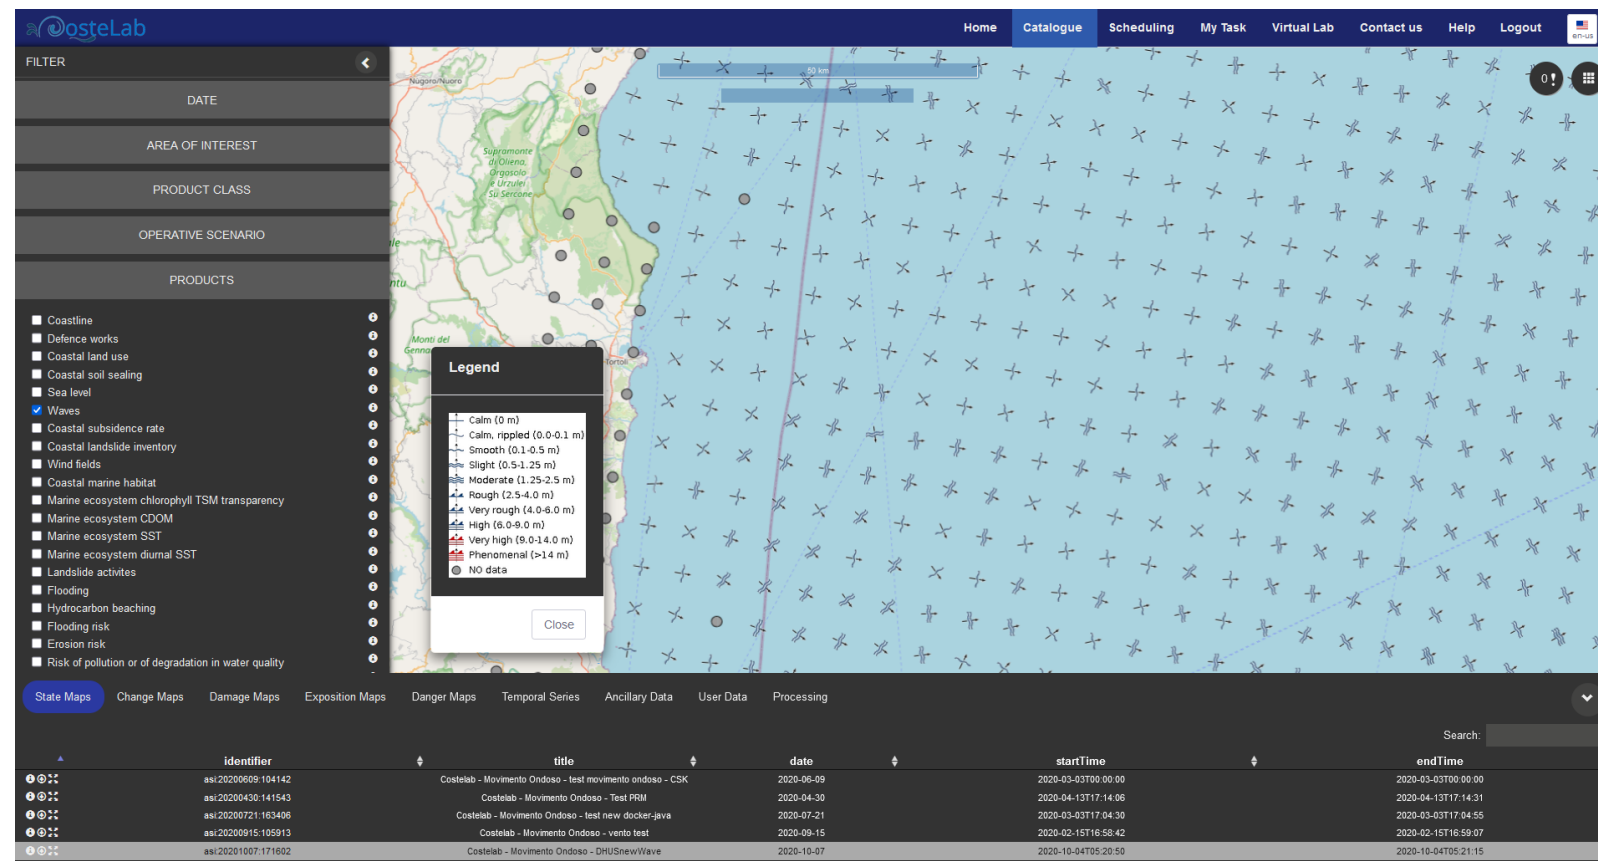 CosteLab
Home Catalogue Scheduling My Task Virtual Lab Contact us Help Logout
en-us
FILTER
DATE
AREA OF INTEREST
PRODUCT CLASS
OPERATIVE SCENARIO
PRODUCTS
Coastline
Defence works
Coastal land use
Coastal soil sealing
Sea level
Waves
Coastal subsidence rate
Coastal landslide inventory
Wind fields
Coastal marine habitat
Marine ecosystem chlorophyll TSM transparency
Marine ecosystem CDOM
Marine ecosystem SST
Marine ecosystem diurnal SST
Landslide activites
Flooding
Hydrocarbon beaching
Flooding risk
Erosion risk
Risk of pollution or of degradation in water quality
50 km
0 !
Nugoro/Nuoro
Supramonte
di Oliena,
Orgosolo
e Urzulei
Su Sercone
Monti del
Tortolì
Legend
Calm (0 m)
Calm, rippled (0.0-0.1 m)
Smooth (0.1-0.5 m)
Slight (0.5-1.25 m)
Moderate (1.25-2.5 m)
Rough (2.5-4.0 m)
Very rough (4.0-6.0 m)
High (6.0-9.0 m)
Very high (9.0-14.0 m)
Phenomenal (>14 m)
NO data
Close
State Maps Change Maps Damage Maps Exposition Maps Danger Maps Temporal Series Ancillary Data User Data Processing
Search:
identifier title date startTime endTime
asi:20200609:104142 Costelab - Movimento Ondoso - test movimento ondoso - CSK 2020-06-09 2020-03-03T00:00:00 2020-03-03T00:00:00
asi:20200430:141543 Costelab - Movimento Ondoso - Test PRM 2020-04-30 2020-04-13T17:14:06 2020-04-13T17:14:31
asi:20200721:163406 Costelab - Movimento Ondoso - test new docker-java 2020-07-21 2020-03-03T17:04:30 2020-03-03T17:04:55
asi:20200915:105913 Costelab - Movimento Ondoso - vento test 2020-09-15 2020-02-15T16:58:42 2020-02-15T16:59:07
asi:20201007:171602 Costelab - Movimento Ondoso - DHUSnewWave 2020-10-07 2020-10-04T05:20:50 2020-10-04T05:21:15